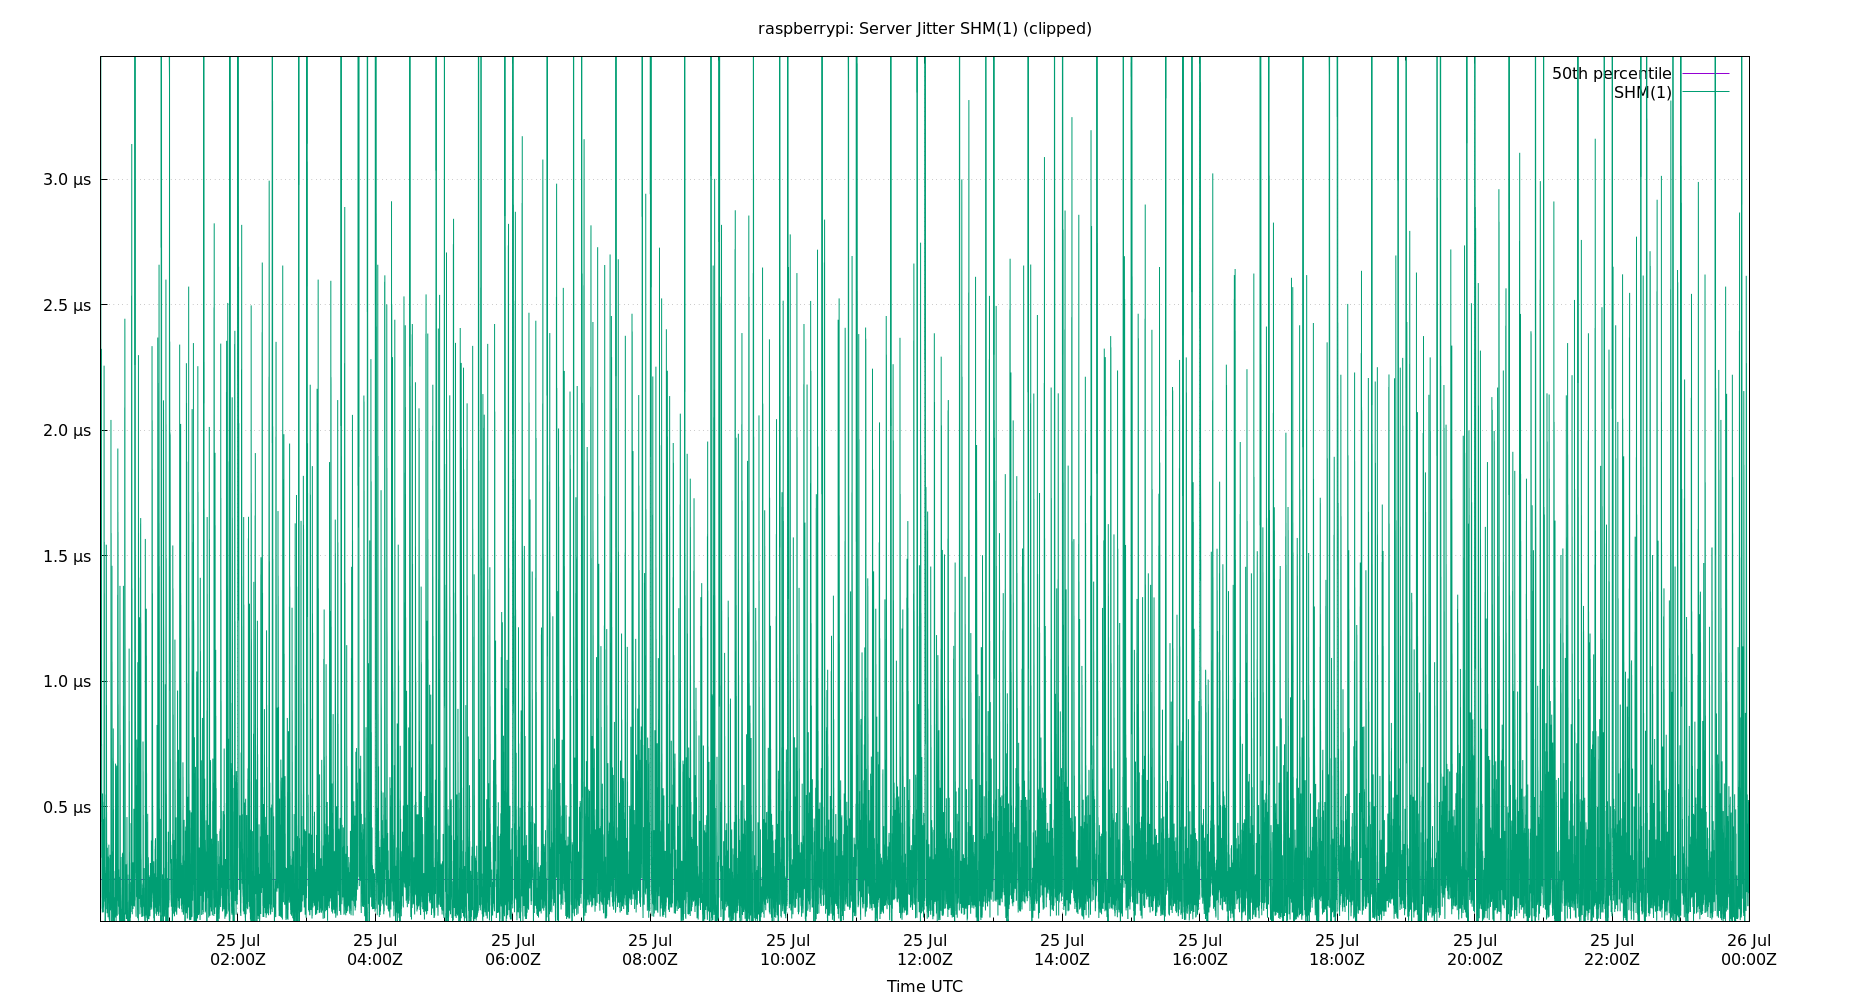 raspberrypi: Server Jitter SHM(1) (clipped)
50th percentile
SHM(1)
3.0 µs
2.5 µs
2.0 µs
1.5 µs
1.0 µs
0.5 µs
25 Jul 25 Jul 25 Jul 25 Jul 25 Jul 25 Jul 25 Jul 25 Jul 25 Jul 25 Jul 25 Jul 26 Jul
02:00Z 04:00Z 06:00Z 08:00Z 10:00Z 12:00Z 14:00Z 16:00Z 18:00Z 20:00Z 22:00Z 00:00Z
Time UTC